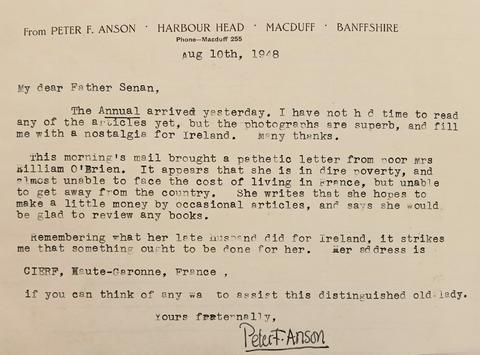 From PETER F. ANSON · HARBOUR HEAD · MACDUFF · BANFFSHIRE
Phone—Macduff 255
Aug 10th, 1948
My dear Father Senan,
The Annual arrived yesterday. I have not h d time to read
any of the articles yet, but the photographs are superb, and fill
me with a nostalgia for Ireland. Many thanks.
This morning's mail brought a pathetic letter from poor Mrs
William O'Brien. It appears that she is in dire poverty, and
almost unable to face the cost of living in France, but unable
to get away from the country. She writes that she hopes to
make a little money by occasional articles, and says she would
be glad to review any books.
Remembering what her late husband did for Ireland, it strikes
me that something ought to be done for her. Her address is
CIERF, Haute-Garonne, France ,
if you can think of any wa to assist this distinguished old lady.
Yours fraternally,
Peter F. Anson